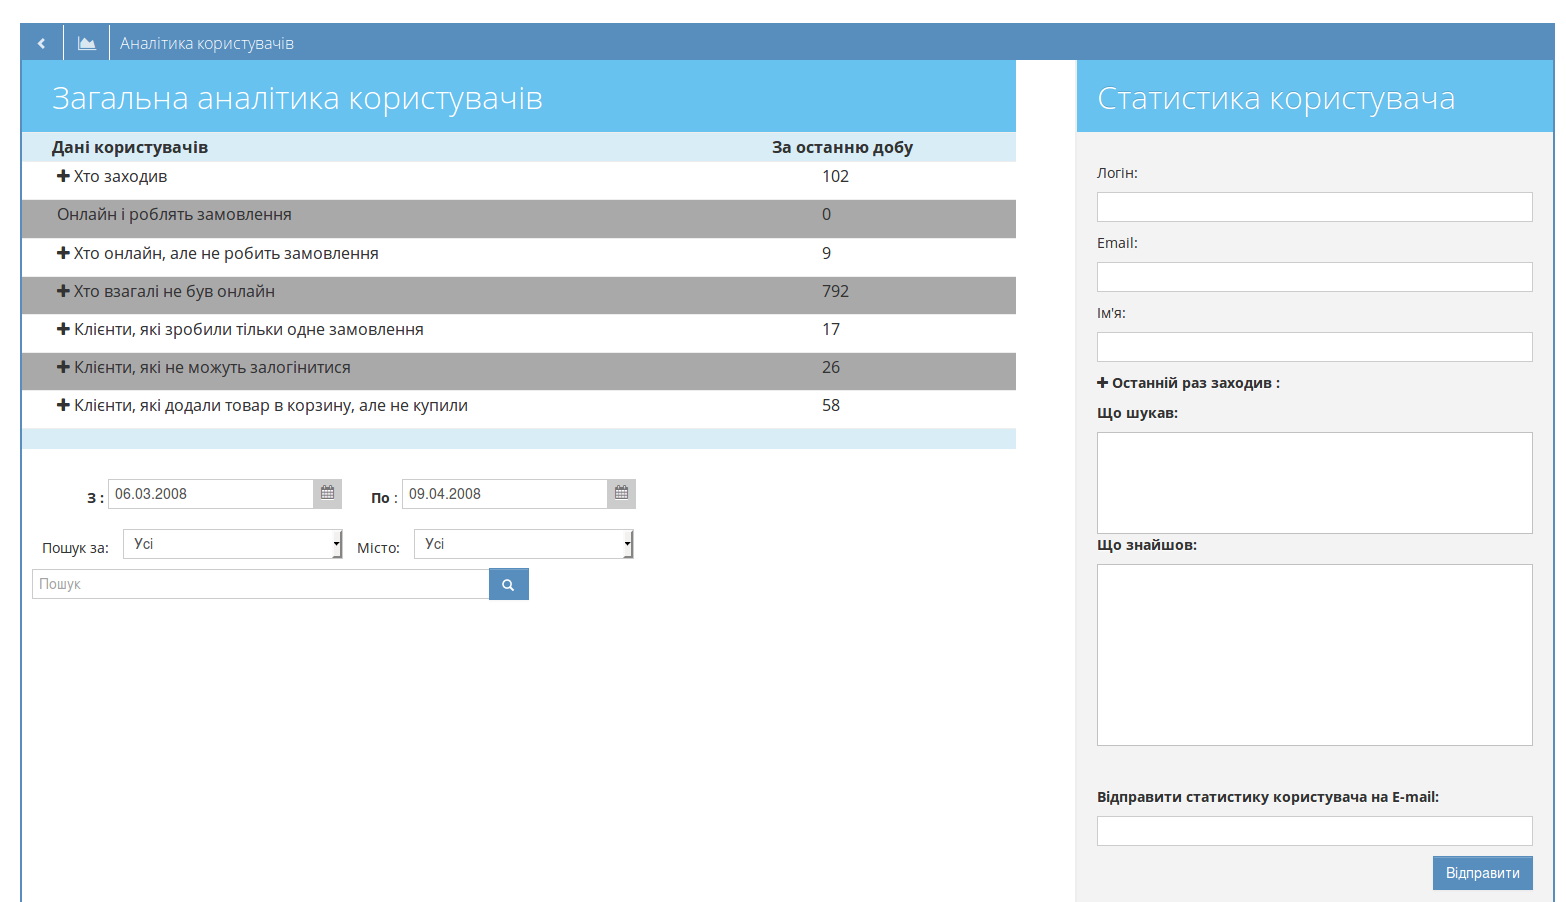 Аналітика користувачів
Загальна аналітика користувачів
Дані користувачів За останню добу
Хто заходив 102
Онлайн і роблять замовлення 0
Хто онлайн, але не робить замовлення 9
Хто взагалі не був онлайн 792
Клієнти, які зробили тільки одне замовлення 17
Клієнти, які не можуть залогінитися 26
Клієнти, які додали товар в корзину, але не купили 58
З : 06.03.2008 По : 09.04.2008
Пошук за: Усі Місто: Усі
Пошук
Статистика користувача
Логін:
Email:
Ім'я:
Останній раз заходив :
Що шукав:
Що знайшов:
Відправити статистику користувача на E-mail:
Відправити